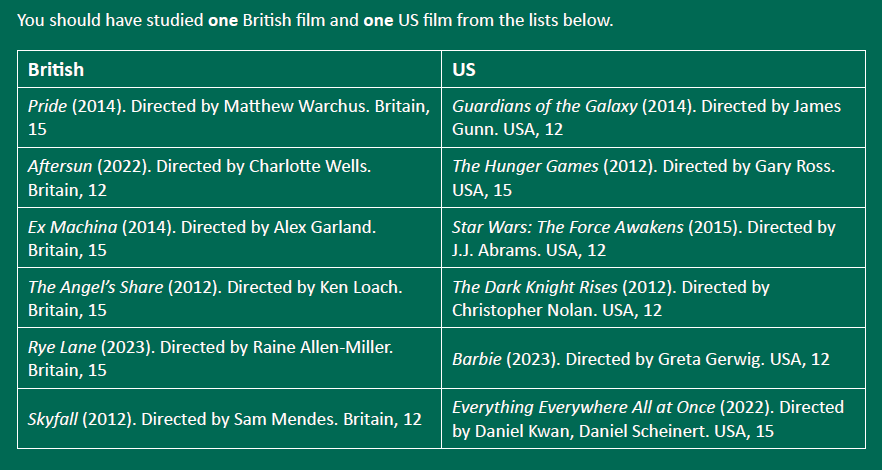 You should have studied one British film and one US film from the lists below.
British
US
Pride (2014). Directed by Matthew Warchus. Britain,
15
Guardians of the Galaxy (2014). Directed by James
Gunn. USA, 12
Aftersun (2022). Directed by Charlotte Wells.
Britain, 12
The Hunger Games (2012). Directed by Gary Ross.
USA, 15
Ex Machina (2014). Directed by Alex Garland.
Britain, 15
Star Wars: The Force Awakens (2015). Directed by
J.J. Abrams. USA, 12
The Angel’s Share (2012). Directed by Ken Loach.
Britain, 15
The Dark Knight Rises (2012). Directed by
Christopher Nolan. USA, 12
Rye Lane (2023). Directed by Raine Allen-Miller.
Britain, 15
Barbie (2023). Directed by Greta Gerwig. USA, 12
Skyfall (2012). Directed by Sam Mendes. Britain, 12
Everything Everywhere All at Once (2022). Directed
by Daniel Kwan, Daniel Scheinert. USA, 15